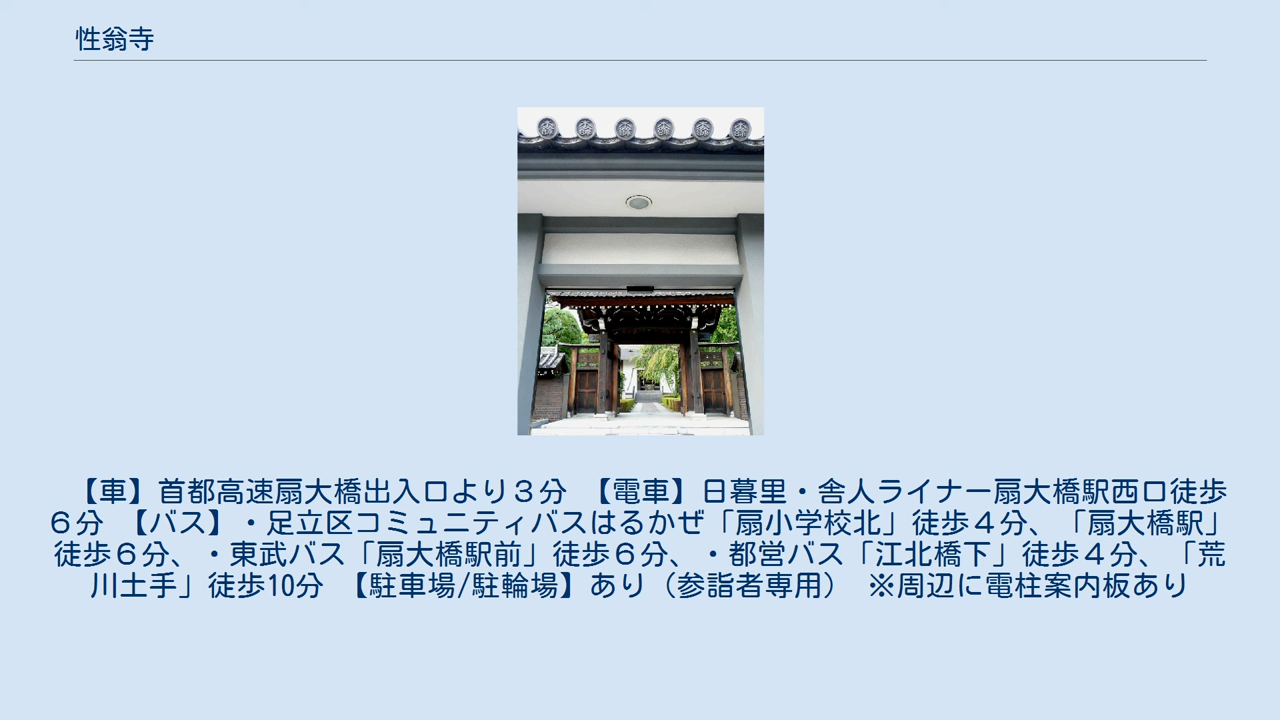 性翁寺
【車】首都高速扇大橋出入口より３分　【電車】日暮里・舎人ライナー扇大橋駅西口徒歩
６分　【バス】・足立区コミュニティバスはるかぜ「扇小学校北」徒歩４分、「扇大橋駅」
徒歩６分、・東武バス「扇大橋駅前」徒歩６分、・都営バス「江北橋下」徒歩４分、「荒
川土手」徒歩10分　【駐車場/駐輪場】あり（参詣者専用）　※周辺に電柱案内板あり